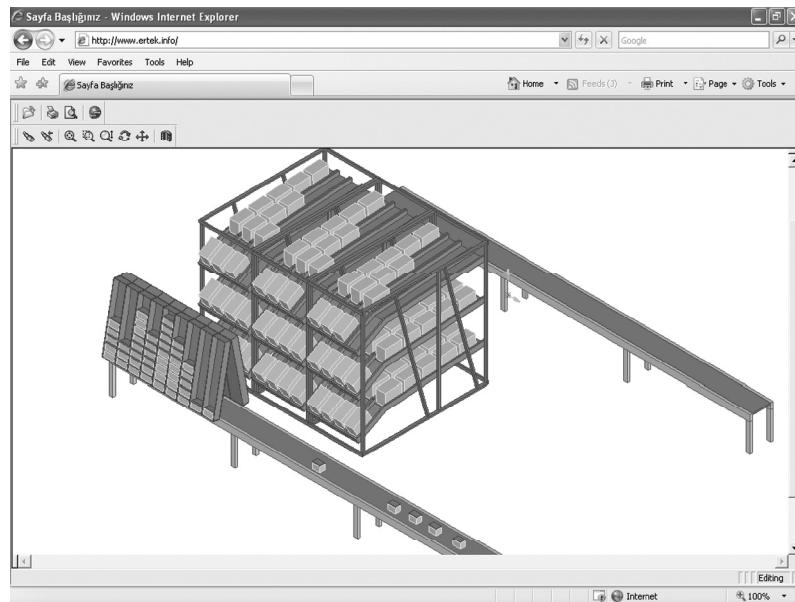 Sayfa Başlığınız - Windows Internet Explorer
http://www.ertek.info/
Google
File Edit View Favorites Tools Help
Sayfa Başlığınız
Home Feeds (3) Print Page Tools
Editing
Internet 100%